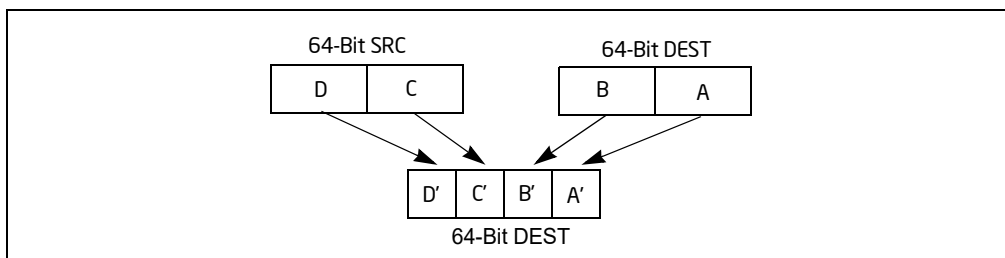 64-Bit SRC
64-Bit DEST
D
C
B
A
D’
C’
B’
A’
64-Bit DEST